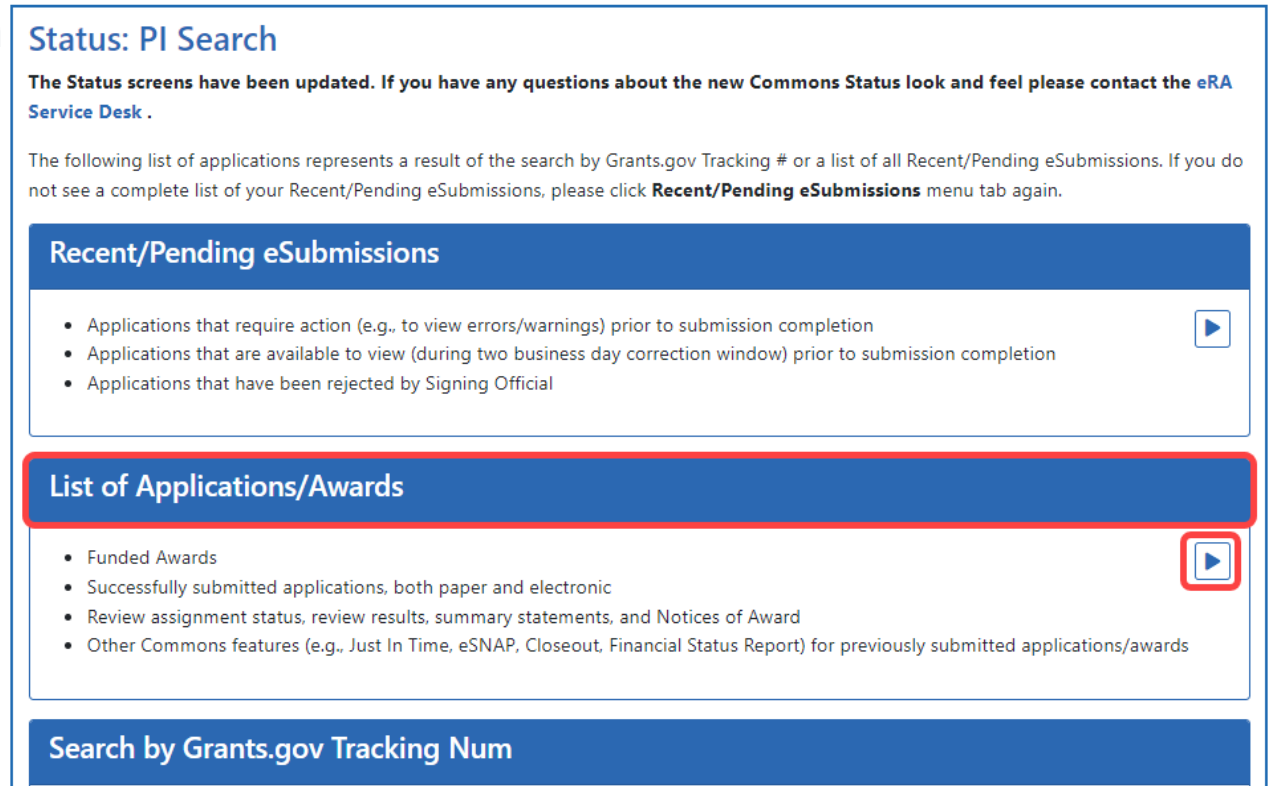 Status: PI Search
The Status screens have been updated. If you have any questions about the new Commons Status look and feel please contact the eRA
Service Desk .
The following list of applications represents a result of the search by Grants.gov Tracking # or a list of all Recent/Pending eSubmissions. If you do
not see a complete list of your Recent/Pending eSubmissions, please click Recent/Pending eSubmissions menu tab again.
Recent/Pending eSubmissions
• Applications that require action (e.g., to view errors/warnings) prior to submission completion
• Applications that are available to view (during two business day correction window) prior to submission completion
• Applications that have been rejected by Signing Official
List of Applications/Awards
• Funded Awards
• Successfully submitted applications, both paper and electronic
• Review assignment status, review results, summary statements, and Notices of Award
• Other Commons features (e.g., Just In Time, eSNAP, Closeout, Financial Status Report) for previously submitted applications/awards
Search by Grants.gov Tracking Num